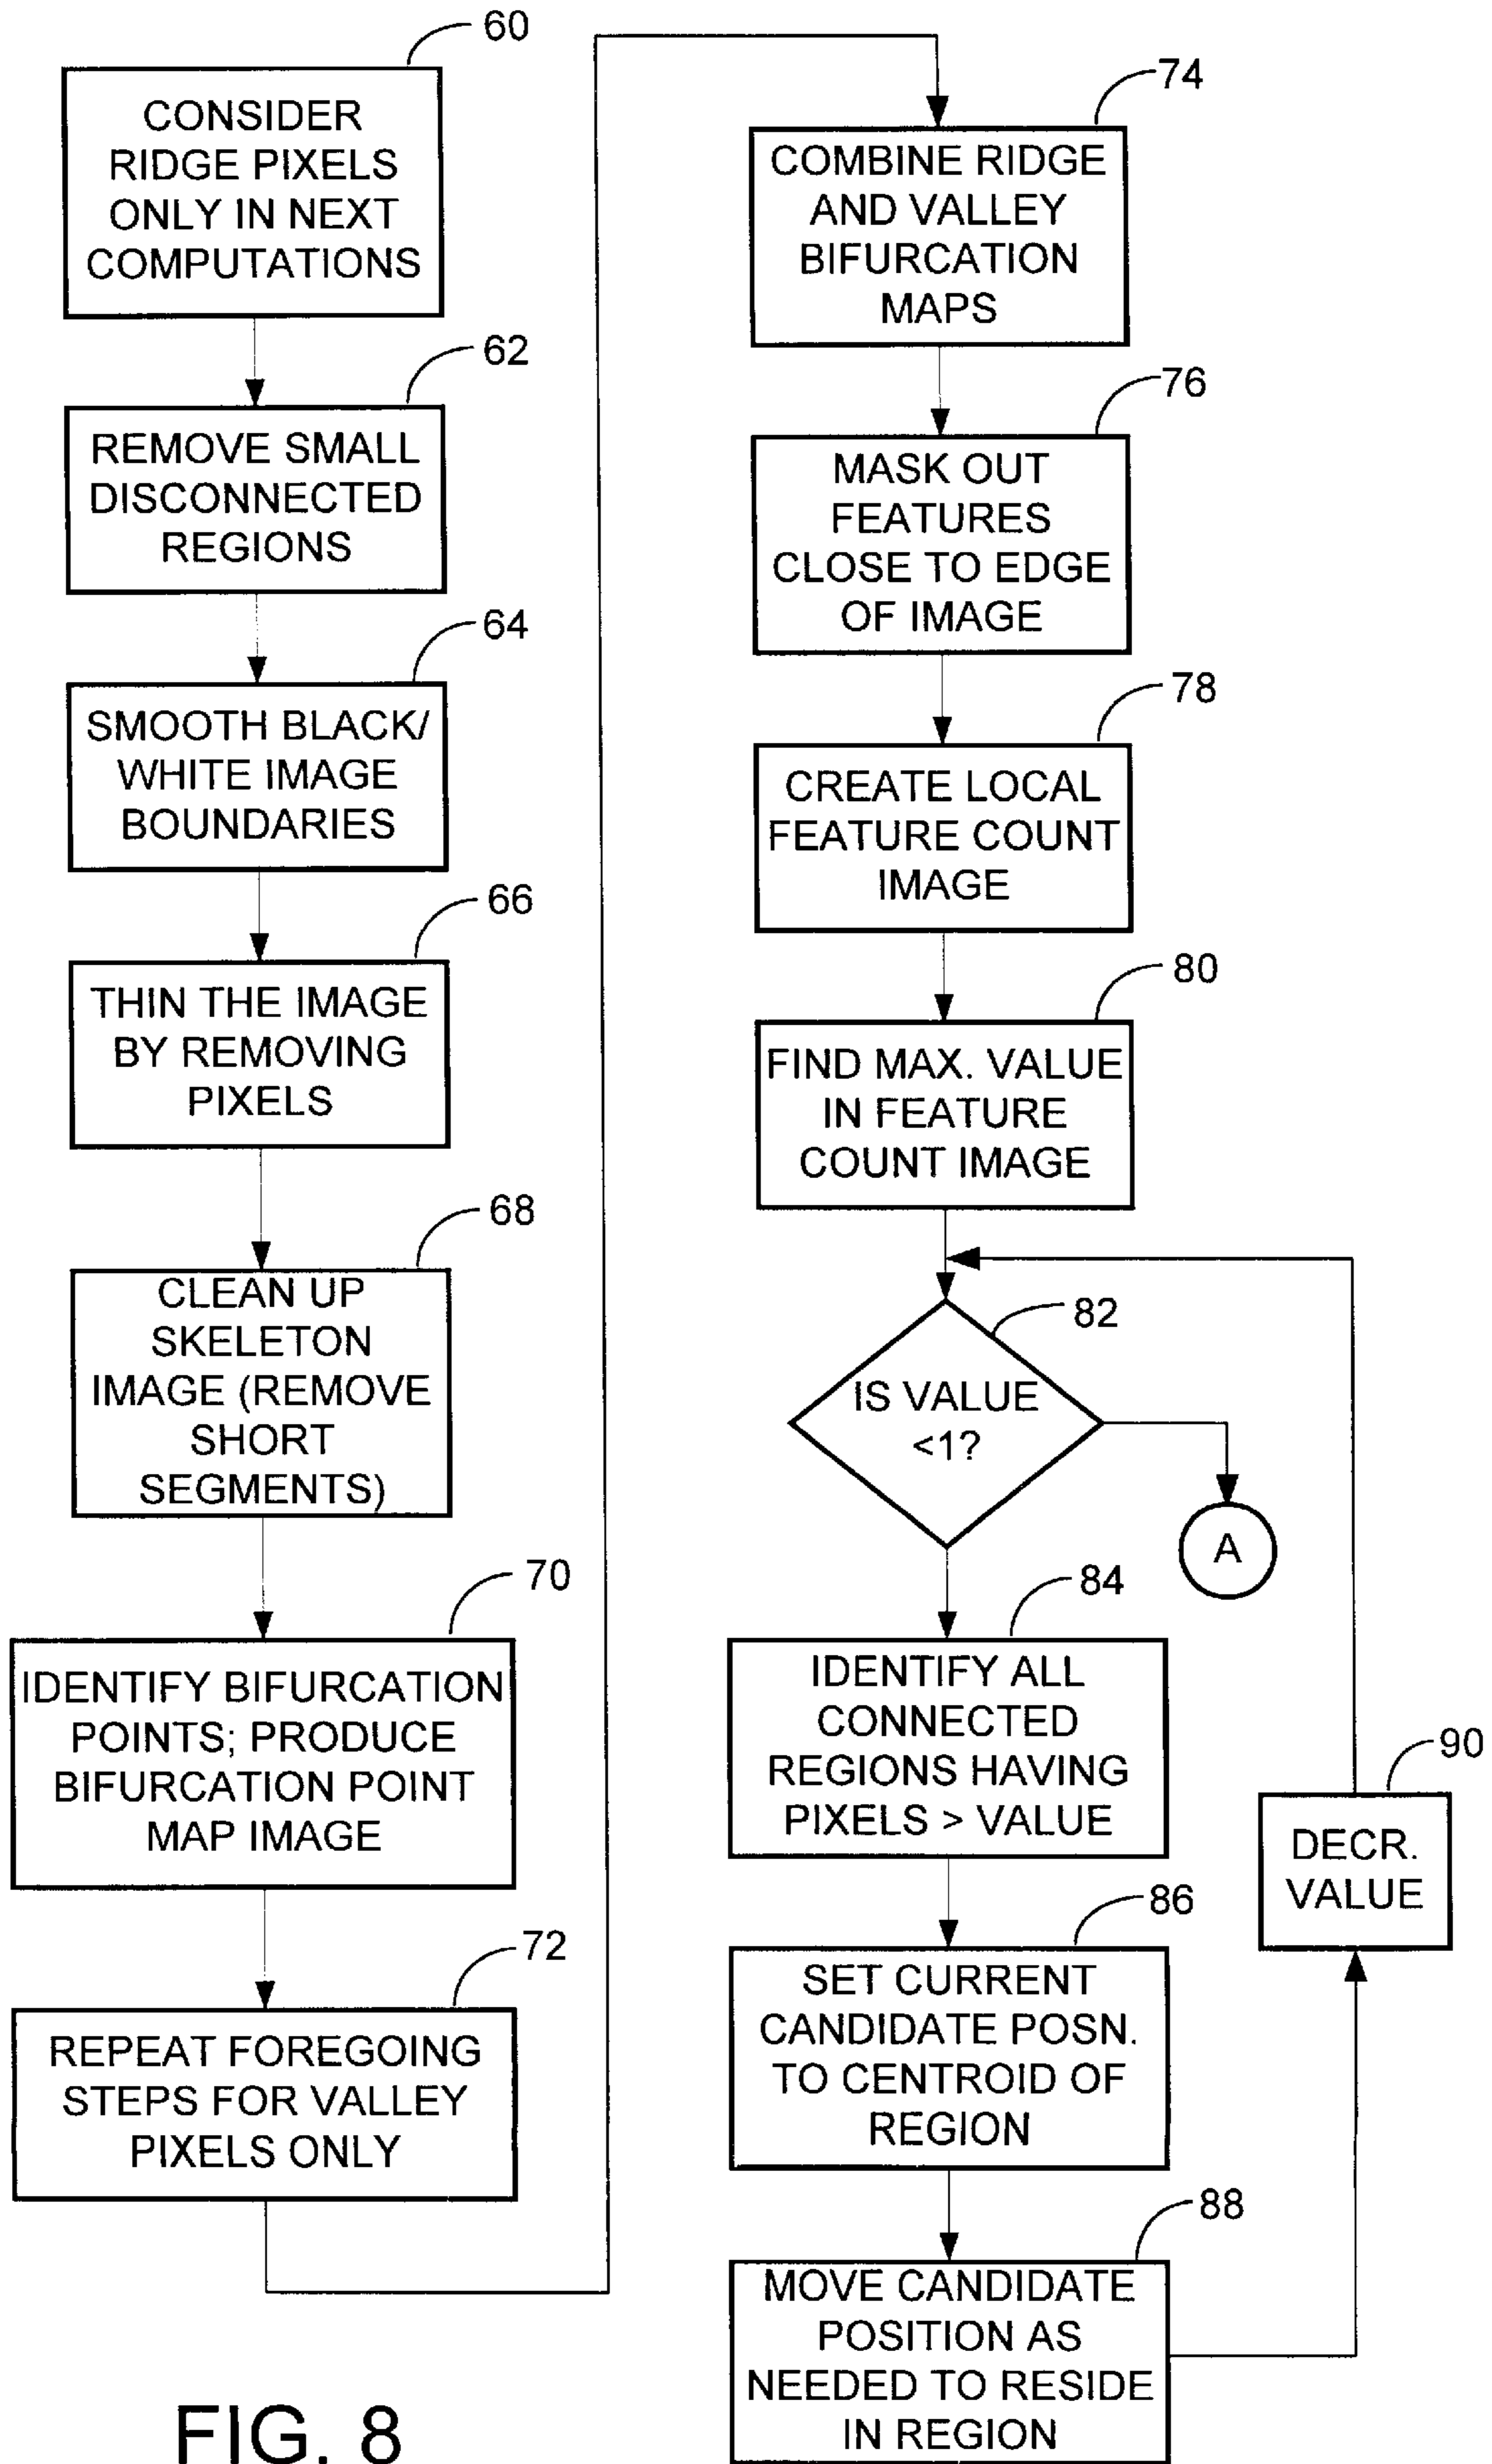 60
CONSIDER
RIDGE PIXELS
ONLY IN NEXT
COMPUTATIONS
62
REMOVE SMALL
DISCONNECTED
REGIONS
64
SMOOTH BLACK/
WHITE IMAGE
BOUNDARIES
66
THIN THE IMAGE
BY REMOVING
PIXELS
68
CLEAN UP
SKELETON
IMAGE (REMOVE
SHORT
SEGMENTS)
70
IDENTIFY BIFURCATION
POINTS; PRODUCE
BIFURCATION POINT
MAP IMAGE
72
REPEAT FOREGOING
STEPS FOR VALLEY
PIXELS ONLY
74
COMBINE RIDGE
AND VALLEY
BIFURCATION
MAPS
76
MASK OUT
FEATURES
CLOSE TO EDGE
OF IMAGE
78
CREATE LOCAL
FEATURE COUNT
IMAGE
80
FIND MAX. VALUE
IN FEATURE
COUNT IMAGE
82
IS VALUE
<1?
A
84
IDENTIFY ALL
CONNECTED
REGIONS HAVING
PIXELS > VALUE
86
SET CURRENT
CANDIDATE POSN.
TO CENTROID OF
REGION
88
MOVE CANDIDATE
POSITION AS
NEEDED TO RESIDE
IN REGION
90
DECR.
VALUE
FIG. 8